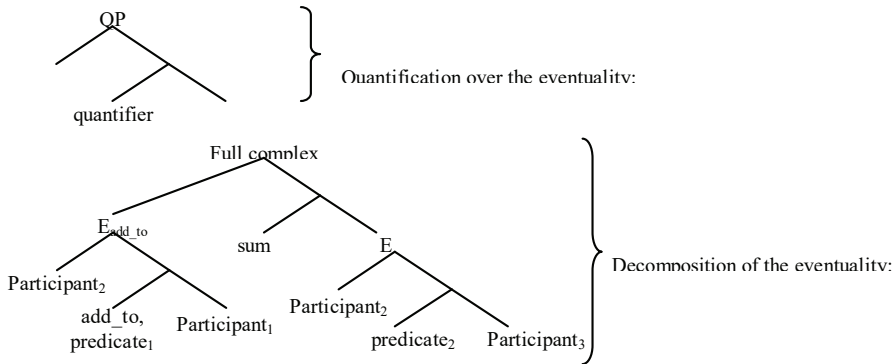 QP
Quantification over the eventuality:
quantifier
Full complex
E_add_to
sum
E
Participant₂
Participant₂
add_to,
predicate₁
Participant₁
predicate₂
Participant₃
Decomposition of the eventuality: